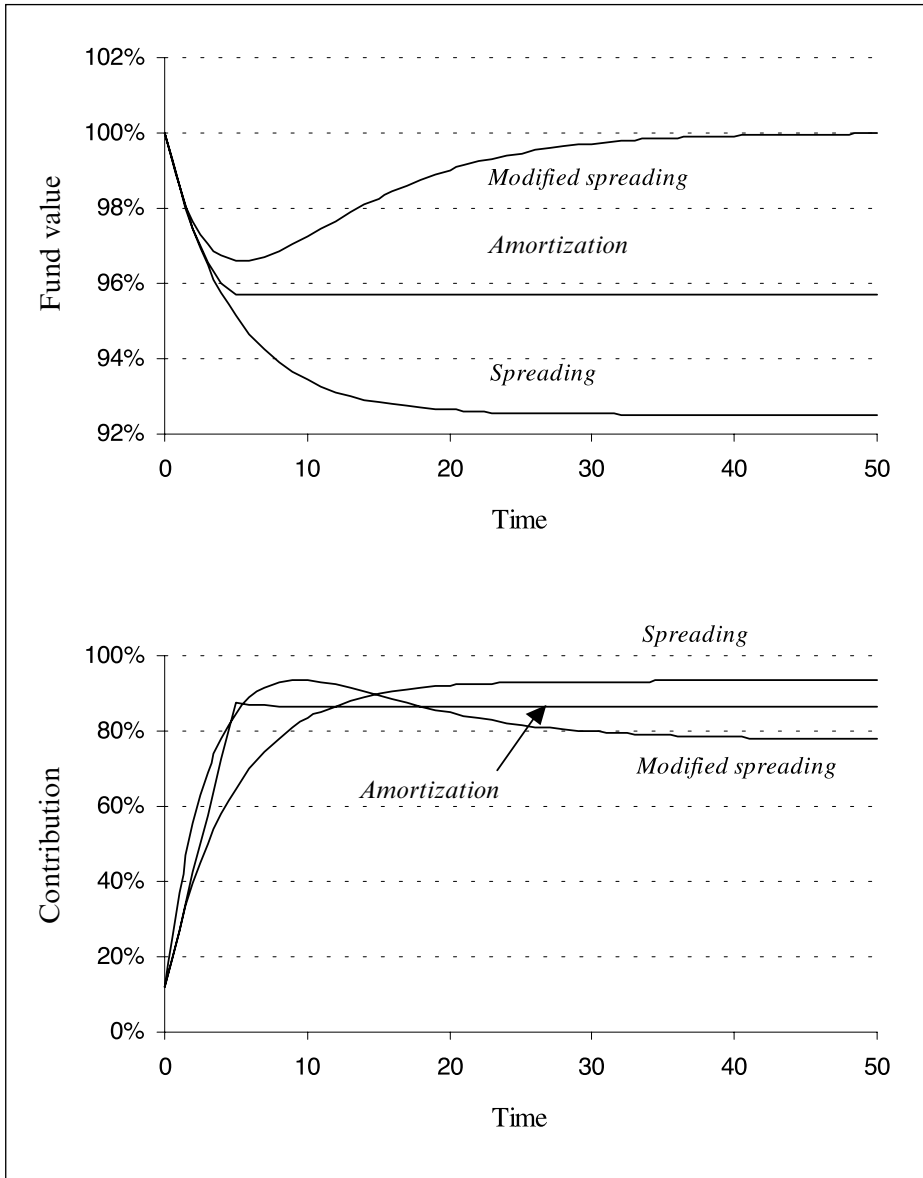 102%
100%
98%
96%
94%
92%
Fund value
Modified spreading
Amortization
Spreading
0 10 20 30 40 50
Time
100%
80%
60%
40%
20%
0%
Contribution
Spreading
Amortization
Modified spreading
0 10 20 30 40 50
Time